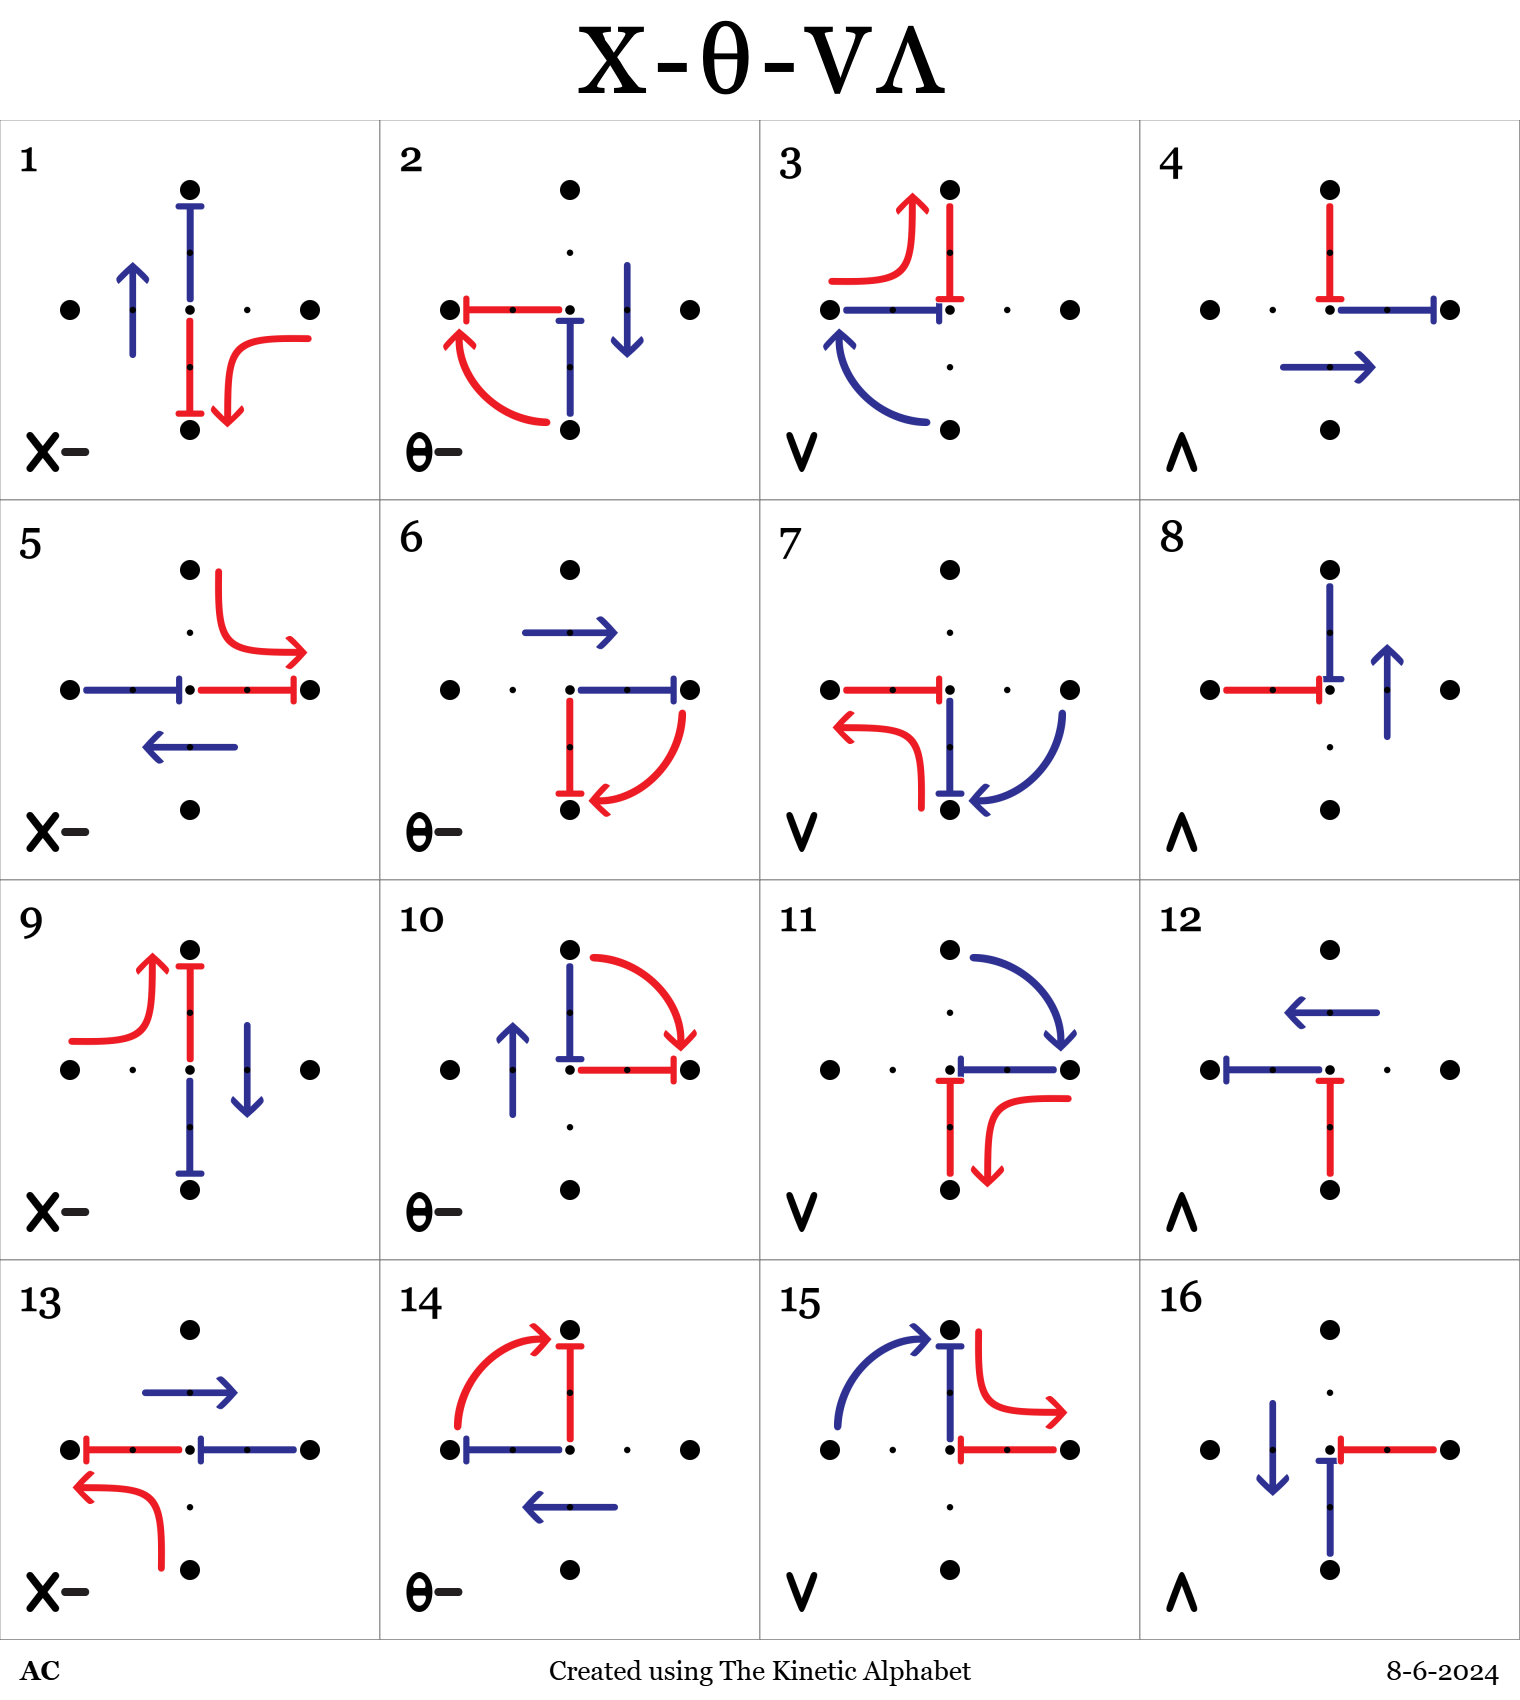 X-θ-VΛ
1
2
3
4
X-
θ-
V
Λ
5
6
7
8
X-
θ-
V
Λ
9
10
11
12
X-
θ-
V
Λ
13
14
15
16
X-
θ-
V
Λ
AC
Created using The Kinetic Alphabet
8-6-2024